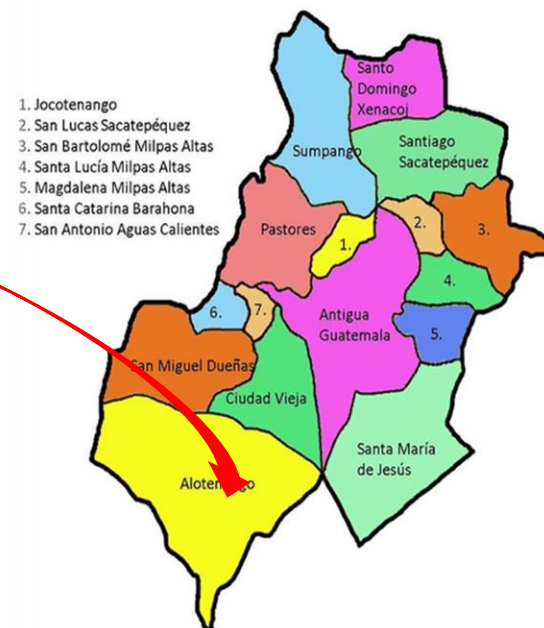 1. Jocotenango
2. San Lucas Sacatepéquez
3. San Bartolomé Milpas Altas
4. Santa Lucía Milpas Altas
5. Magdalena Milpas Altas
6. Santa Catarina Barahona
7. San Antonio Aguas Calientes
Santo
Domingo
Xenacoj
Sumpango
Santiago
Sacatepéquez
Pastores
1.
2.
3.
4.
5.
6.
7.
Antigua
Guatemala
San Miguel Dueñas
Ciudad Vieja
Santa María
de Jesús